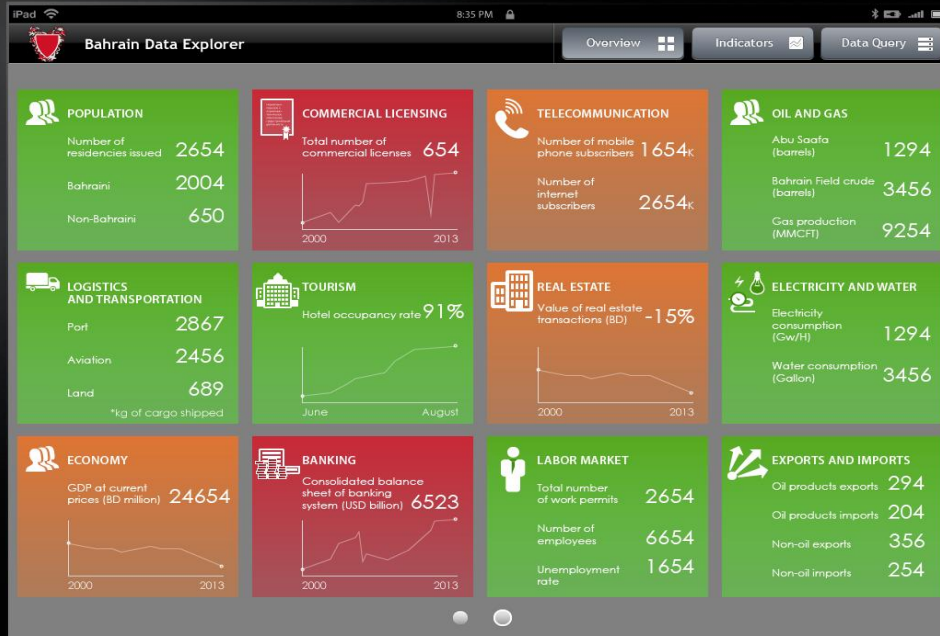 iPad
8:35 PM
Bahrain Data Explorer
Overview
Indicators
Data Query
POPULATION
Number of
residencies issued 2654
Bahraini 2004
Non-Bahraini 650
COMMERCIAL LICENSING
Total number of
commercial licenses 654
2000 2013
TELECOMMUNICATION
Number of mobile
phone subscribers 1654K
Number of
internet
subscribers 2654K
OIL AND GAS
Abu Saafa
(barrels) 1294
Bahrain Field crude
(barrels) 3456
Gas production
(MMCFT) 9254
LOGISTICS
AND TRANSPORTATION
Port 2867
Aviation 2456
Land 689
*kg of cargo shipped
TOURISM
Hotel occupancy rate 91%
June August
REAL ESTATE
Value of real estate
transactions (BD) -15%
2000 2013
ELECTRICITY AND WATER
Electricity
consumption
(Gw/H) 1294
Water consumption
(Gallon) 3456
ECONOMY
GDP at current
prices (BD million) 24654
2000 2013
BANKING
Consolidated balance
sheet of banking
system (USD billion) 6523
2000 2013
LABOR MARKET
Total number
of work permits 2654
Number of
employees 6654
Unemployment
rate 1654
EXPORTS AND IMPORTS
Oil products exports 294
Oil products imports 204
Non-oil exports 356
Non-oil imports 254